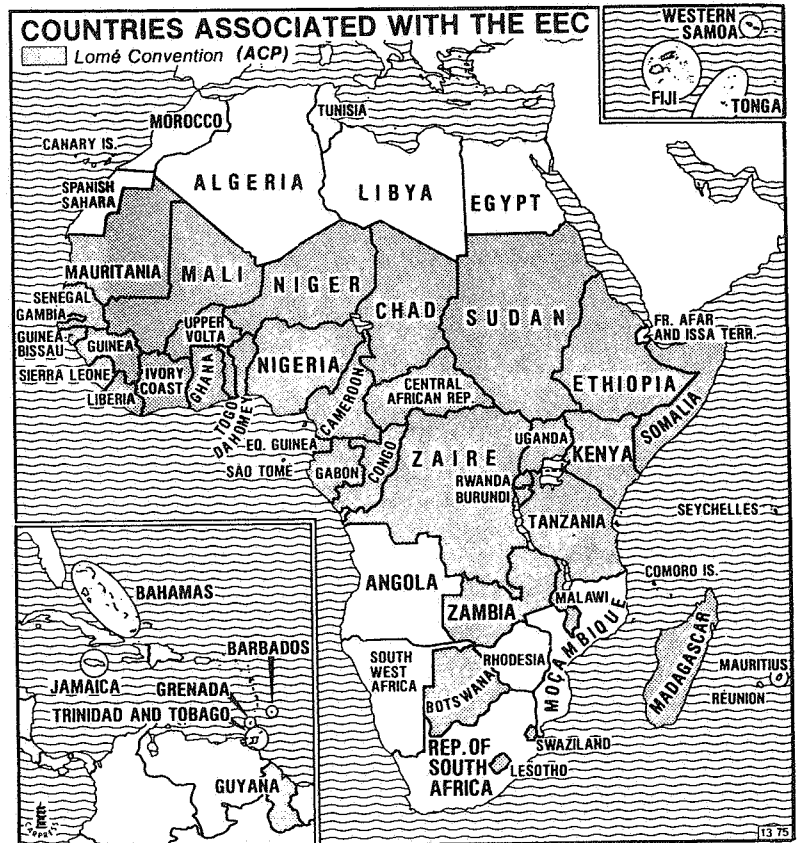 COUNTRIES ASSOCIATED WITH THE EEC
Lomé Convention (ACP)
WESTERN
SAMOA
FIJI
TONGA
MOROCCO
TUNISIA
CANARY IS.
ALGERIA
LIBYA
EGYPT
SPANISH
SAHARA
MAURITANIA
MALI
NIGER
CHAD
SUDAN
SENEGAL
GAMBIA
GUINEA-
BISSAU
GUINEA
UPPER
VOLTA
SIERRA LEONE
IVORY
COAST
GHANA
LIBERIA
TOGO
DAHOMEY
NIGERIA
CAMEROON
CENTRAL
AFRICAN REP.
FR. AFAR
AND ISSA TERR.
ETHIOPIA
SOMALIA
EQ. GUINEA
SÃO TOMÉ
GABON
CONGO
ZAIRE
UGANDA
KENYA
RWANDA
BURUNDI
TANZANIA
SEYCHELLES
COMORO IS.
ANGOLA
ZAMBIA
MALAWI
MOÇAMBIQUE
MADAGASCAR
MAURITIUS
RÉUNION
SOUTH
WEST
AFRICA
BOTSWANA
RHODESIA
REP. OF
SOUTH
AFRICA
SWAZILAND
LESOTHO
BAHAMAS
BARBADOS
JAMAICA
GRENADA
TRINIDAD AND TOBAGO
GUYANA
13 75